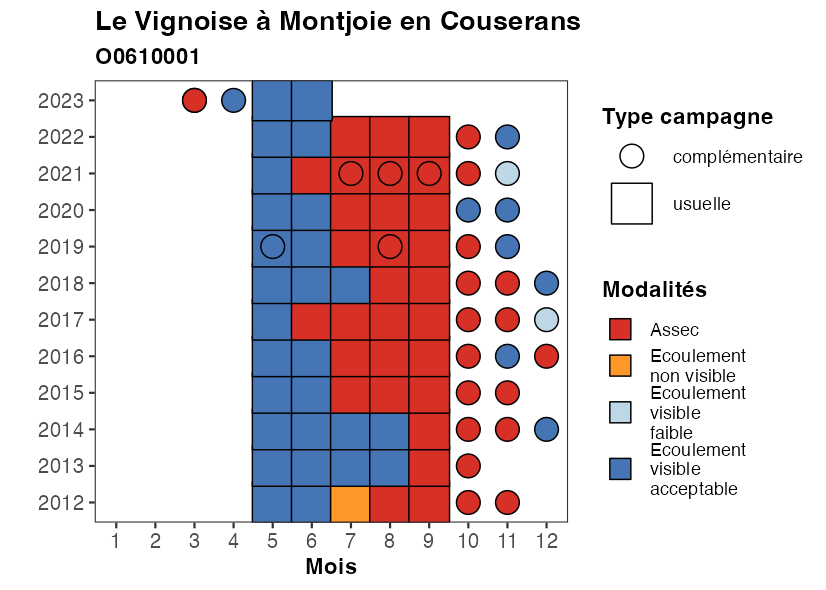 Le Vignoise à Montjoie en Couserans
O0610001
2023
2022
2021
2020
2019
2018
2017
2016
2015
2014
2013
2012
1 2 3 4 5 6 7 8 9 10 11 12
Mois
Type campagne
complémentaire
usuelle
Modalités
Assec
Ecoulement
non visible
Ecoulement
visible
faible
Ecoulement
visible
acceptable